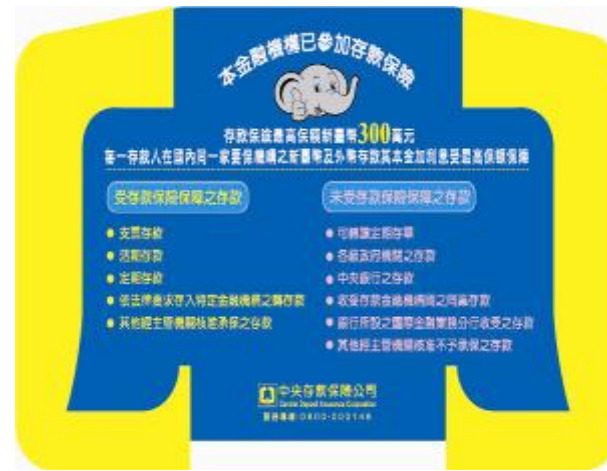 本金融機構已參加存款保險
存款保險最高保額新臺幣300萬元
每一存款人在國內同一家要保機構之新臺幣及外幣存款其本金加利息受最高保額保障
受存款保險保障之存款
支票存款
活期存款
定期存款
依法律要求存入特定金融機構之轉存款
其他經主管機關核准承保之存款
未受存款保險保障之存款
可轉讓定期存單
各級政府機關之存款
中央銀行之存款
收受存款金融機構間之同業存款
銀行所設之國際金融業務分行收受之存款
其他經主管機關核准不予承保之存款
中央存款保險公司
Central Deposit Insurance Corporation
服務專線:0800-000148